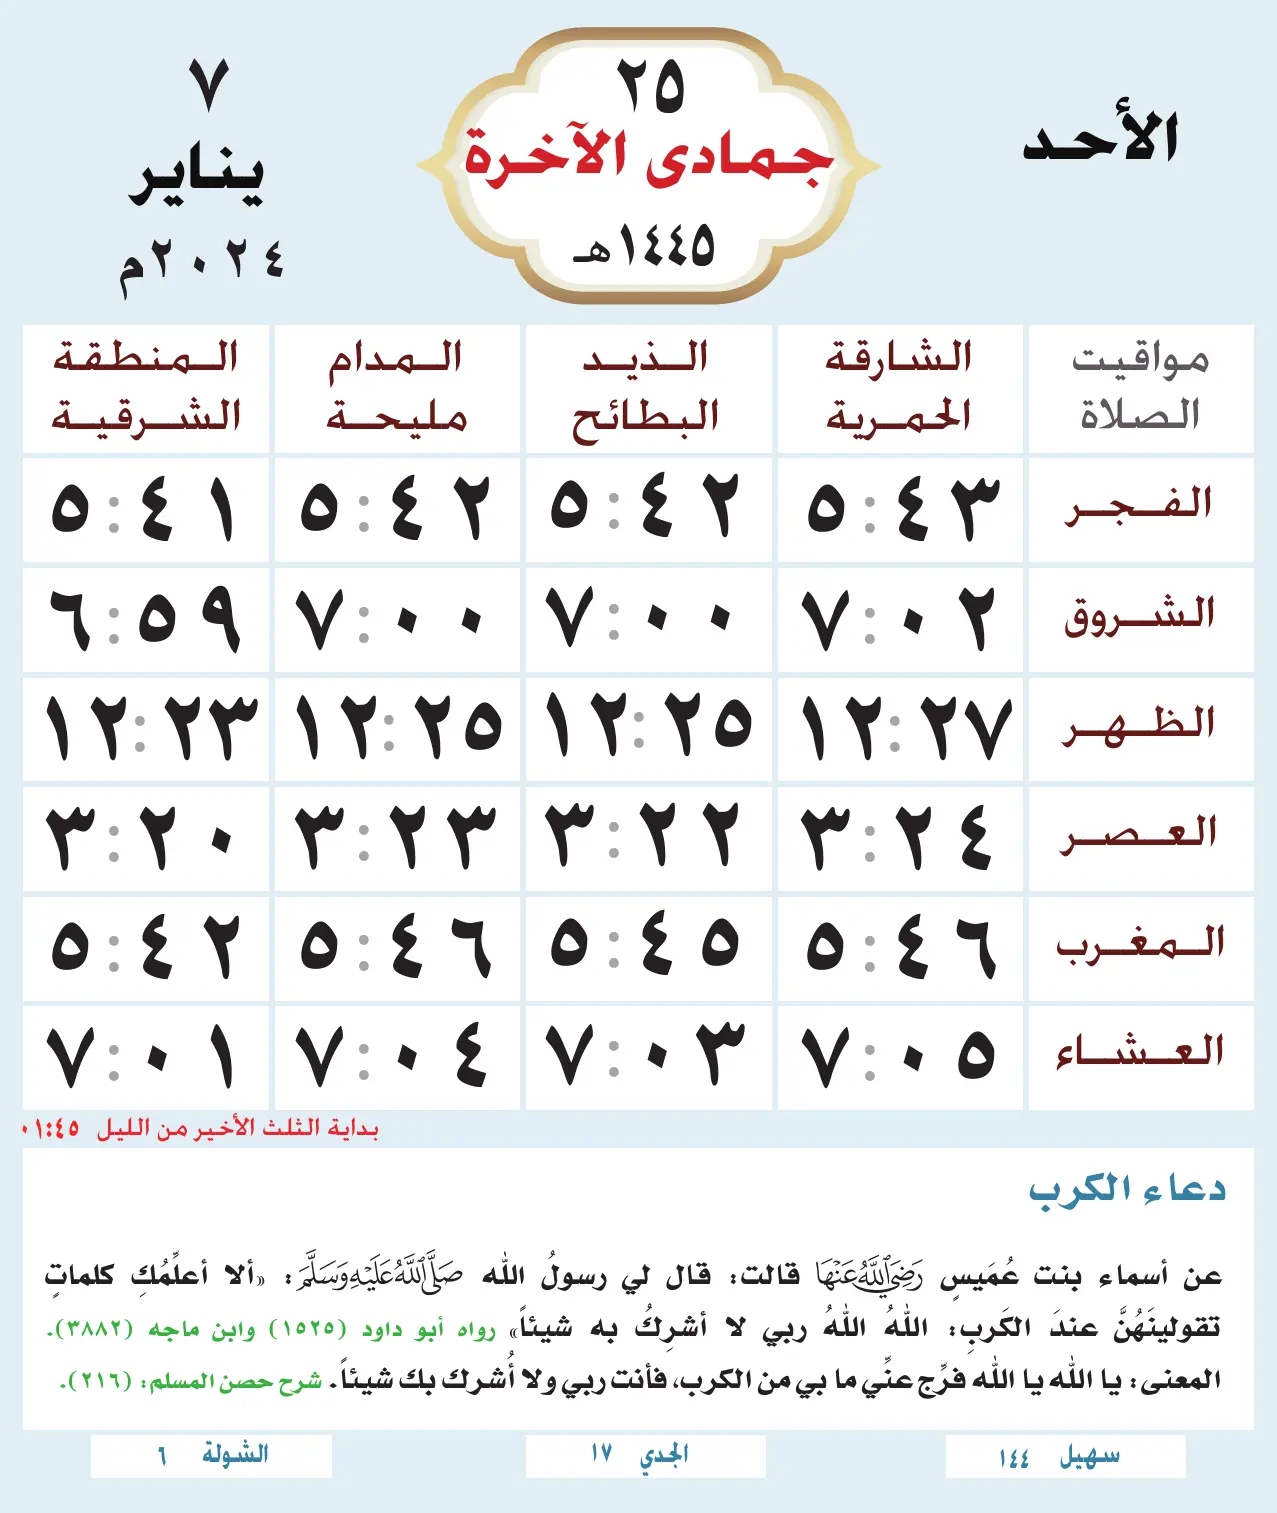 الأحد
٢٥
جمادى الآخرة
١٤٤٥هـ
٧
يناير
٢٠٢٤م
مواقيت الصلاة	الشارقة الحمرية	الذيد البطائح	المدام مليحة	المنطقة الشرقية
الفجر	٥:٤٣	٥:٤٢	٥:٤٢	٥:٤١
الشروق	٧:٠٢	٧:٠٠	٧:٠٠	٦:٥٩
الظهر	١٢:٢٧	١٢:٢٥	١٢:٢٥	١٢:٢٣
العصر	٣:٢٤	٣:٢٢	٣:٢٣	٣:٢٠
المغرب	٥:٤٦	٥:٤٥	٥:٤٦	٥:٤٢
العشاء	٧:٠٥	٧:٠٣	٧:٠٤	٧:٠١
بداية الثلث الأخير من الليل ٠١:٤٥
دعاء الكرب
عن أسماء بنت عُمَيسٍ رَضِيَ اللَّهُ عَنْهَا قالت: قال لي رسولُ الله صَلَّى اللَّهُ عَلَيْهِ وَسَلَّمَ: «ألا أعلِّمُكِ كلماتٍ
تقولينَهُنَّ عندَ الكَربِ: اللهُ اللهُ ربي لا أشرِكُ به شيئاً» رواه أبو داود (١٥٢٥) وابن ماجه (٣٨٨٢).
المعنى: يا الله يا الله فرِّج عنِّي ما بي من الكرب، فأنت ربي ولا أُشرك بك شيئاً. شرح حصن المسلم: (٢١٦).
سهيل ١٤٤
الجدي ١٧
الشولة ٦